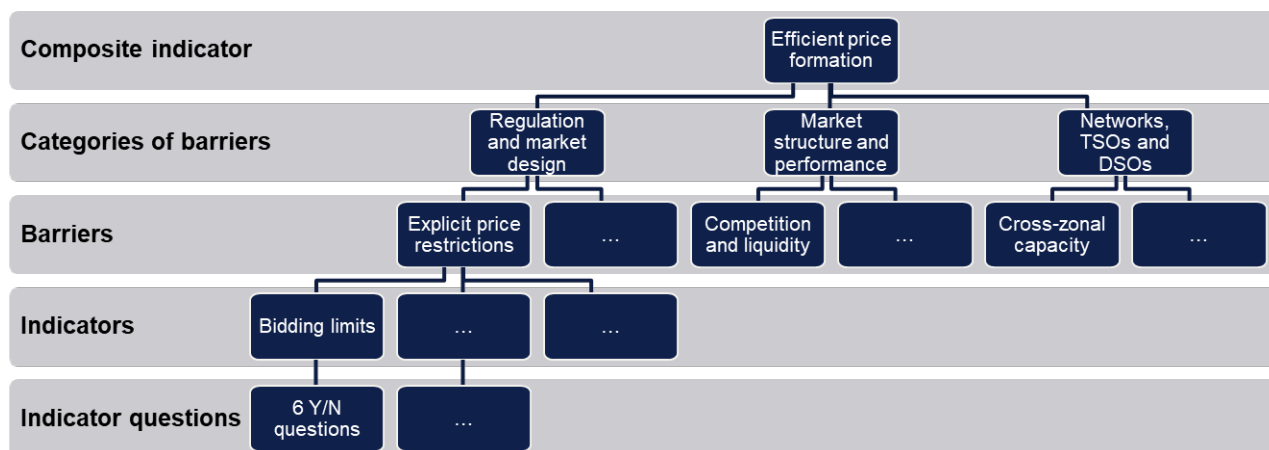 Composite indicator
Efficient price
formation
Categories of barriers
Regulation
and market
design
Market
structure and
performance
Networks,
TSOs and
DSOs
Barriers
Explicit price
restrictions
...
Competition
and liquidity
...
Cross-zonal
capacity
...
Indicators
Bidding limits
...
...
Indicator questions
6 Y/N
questions
...